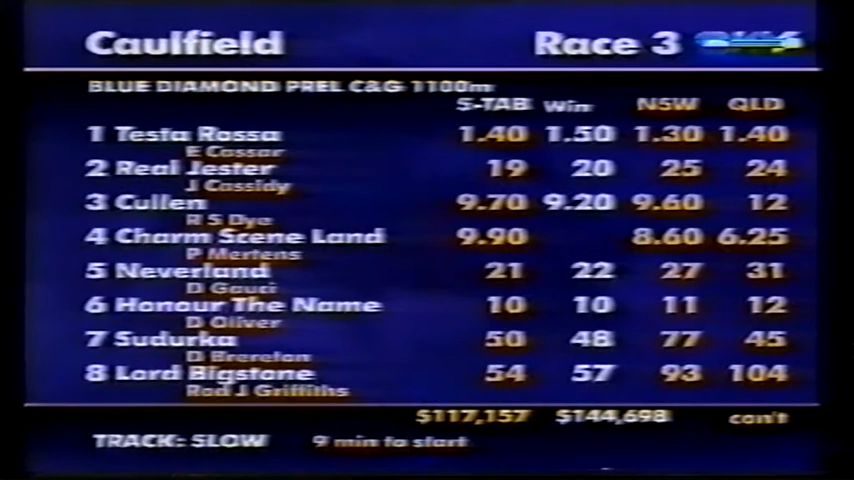 Caulfield Race 3
BLUE DIAMOND PREL C&G 1100m
S-TAB Win NSW QLD
1 Testa Rossa 1.40 1.50 1.30 1.40
E Cassar
2 Real Jester 19 20 25 24
J Cassidy
3 Cullen 9.70 9.20 9.60 12
R S Dye
4 Charm Scene Land 9.90 8.60 6.25
P Mertens
5 Neverland 21 22 27 31
D Gauci
6 Honour The Name 10 10 11 12
D Oliver
7 Sudurka 50 48 77 45
D Brereton
8 Lord Bigstone 54 57 93 104
Rod J Griffiths
$117,157 $144,698 con't
TRACK: SLOW 9 min to start